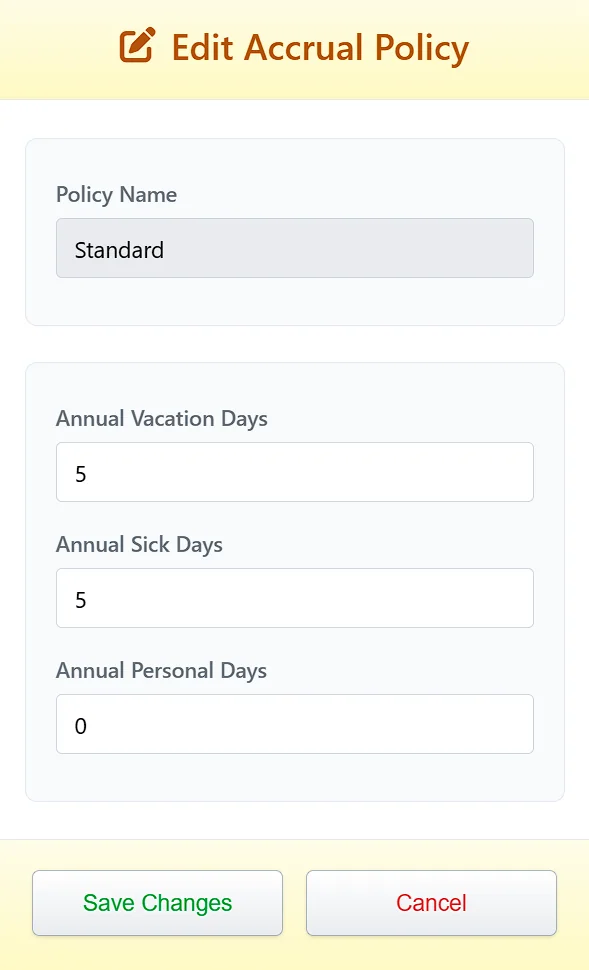 Edit Accrual Policy
Policy Name
Standard
Annual Vacation Days
5
Annual Sick Days
5
Annual Personal Days
0
Save Changes
Cancel